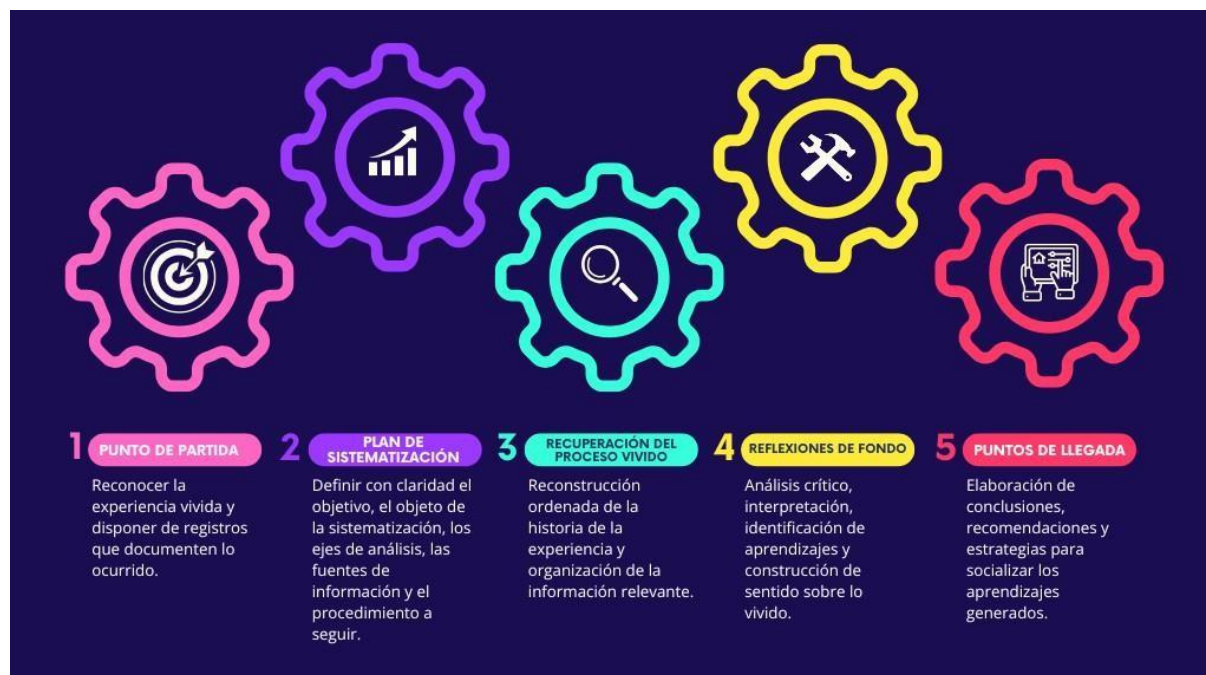 1 PUNTO DE PARTIDA
Reconocer la
experiencia vivida y
disponer de registros
que documenten lo
ocurrido.
2 PLAN DE
SISTEMATIZACIÓN
Definir con claridad el
objetivo, el objeto de
la sistematización, los
ejes de análisis, las
fuentes de
información y el
procedimiento a
seguir.
3 RECUPERACIÓN DEL
PROCESO VIVIDO
Reconstrucción
ordenada de la
historia de la
experiencia y
organización de la
información relevante.
4 REFLEXIONES DE FONDO
Análisis crítico,
interpretación,
identificación de
aprendizajes y
construcción de
sentido sobre lo
vivido.
5 PUNTOS DE LLEGADA
Elaboración de
conclusiones,
recomendaciones y
estrategias para
socializar los
aprendizajes
generados.